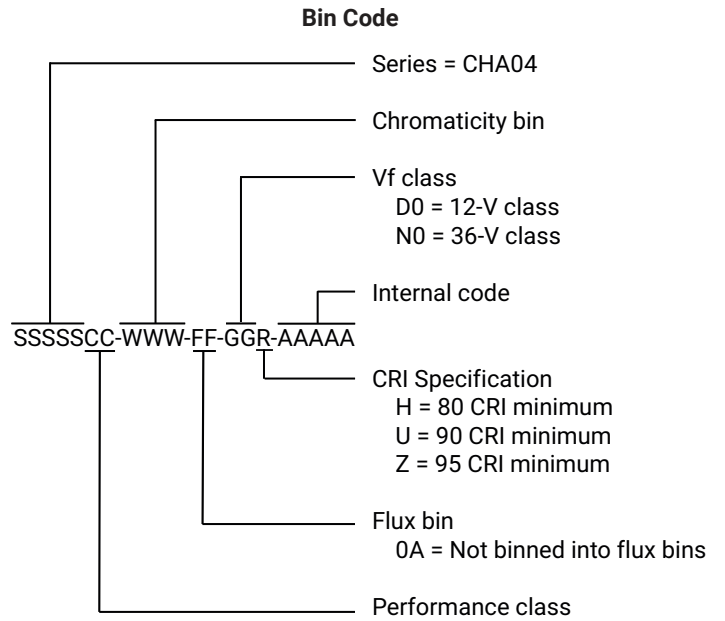 Bin Code
Series = CHA04
Chromaticity bin
Vf class
D0 = 12-V class
N0 = 36-V class
Internal code
SSSSSCC-WWW-FF-GGR-AAAAA
CRI Specification
H = 80 CRI minimum
U = 90 CRI minimum
Z = 95 CRI minimum
Flux bin
0A = Not binned into flux bins
Performance class